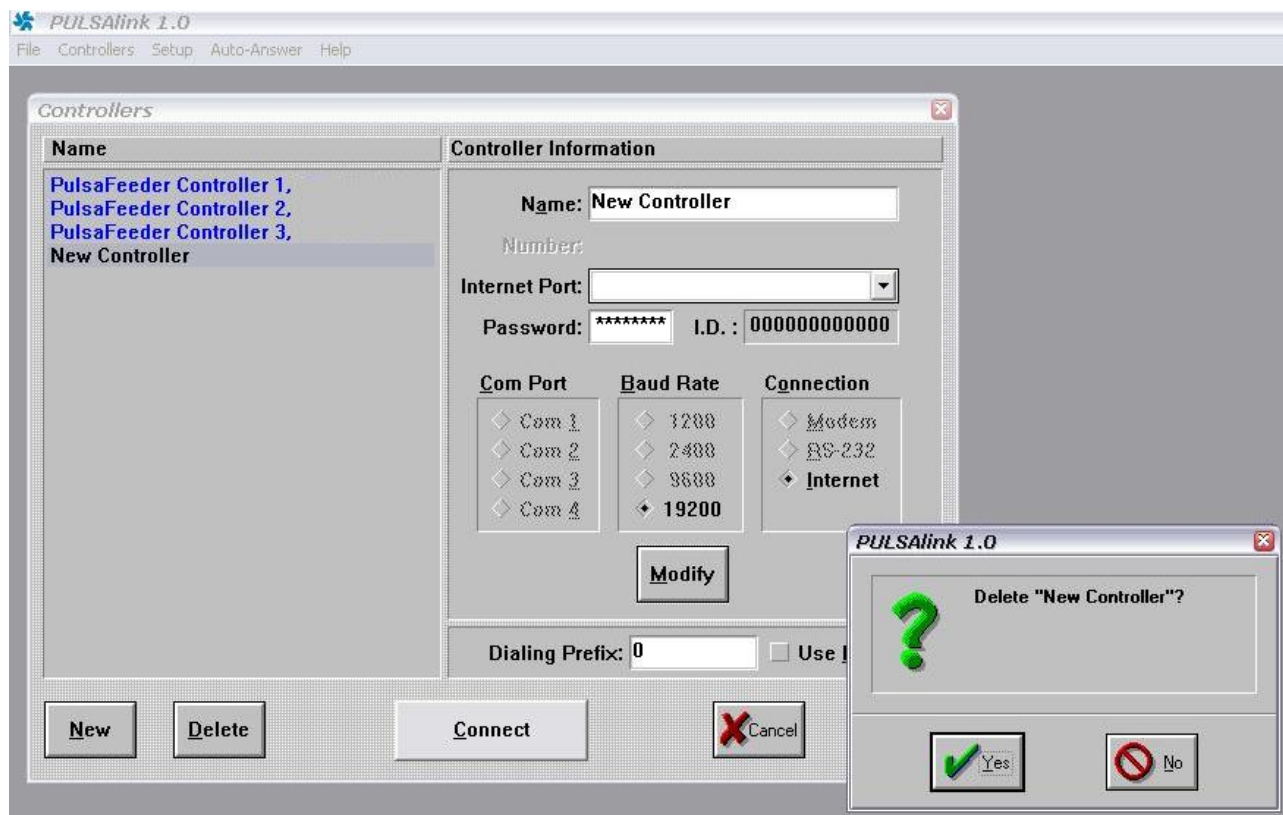 PULSAlink 1.0
File Controllers Setup Auto-Answer Help
Controllers
Name
Controller Information
PulsaFeeder Controller 1,
PulsaFeeder Controller 2,
PulsaFeeder Controller 3,
New Controller
Name: New Controller
Number:
Internet Port:
Password: ******** I.D. : 000000000000
Com Port Baud Rate Connection
Com 1 1200 Modem
Com 2 2400 RS-232
Com 3 9600 Internet
Com 4 19200
Modify
Dialing Prefix: 0 Use
New Delete Connect Cancel
PULSAlink 1.0
Delete "New Controller"?
Yes No